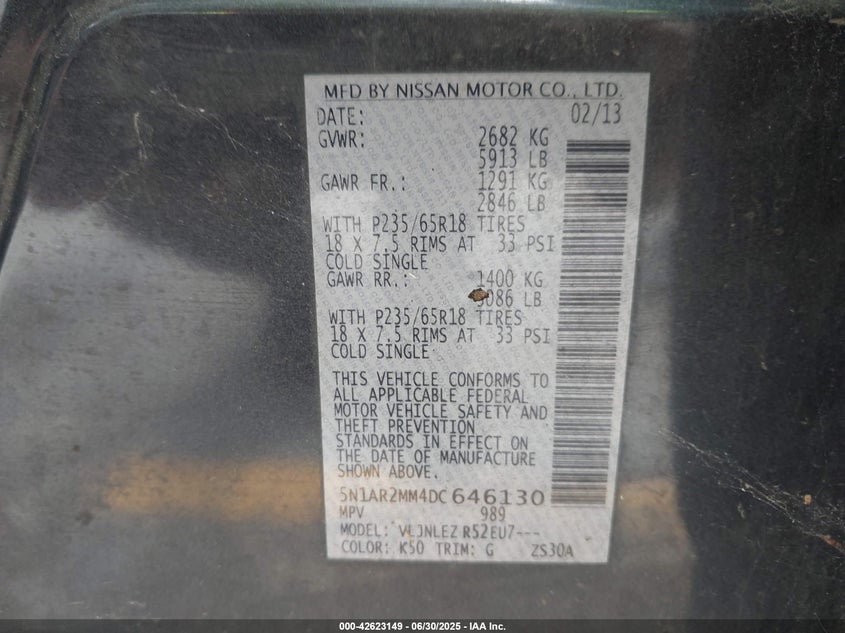 MFD BY NISSAN MOTOR CO., LTD.
DATE: 02/13
GVWR: 2682 KG
5913 LB
GAWR FR.: 1291 KG
2846 LB
WITH P235/65R18 TIRES
18 X 7.5 RIMS AT 33 PSI
COLD SINGLE
GAWR RR.: 1400 KG
3086 LB
WITH P235/65R18 TIRES
18 X 7.5 RIMS AT 33 PSI
COLD SINGLE
THIS VEHICLE CONFORMS TO
ALL APPLICABLE FEDERAL
MOTOR VEHICLE SAFETY AND
THEFT PREVENTION
STANDARDS IN EFFECT ON
THE DATE OF MANUFACTURE
SHOWN ABOVE.
5N1AR2MM4DC646130
MPV 989
MODEL: VLJNLEZ R52EU7---
COLOR: K50 TRIM: G ZS30A
000-42623149 - 06/30/2025 - IAA Inc.